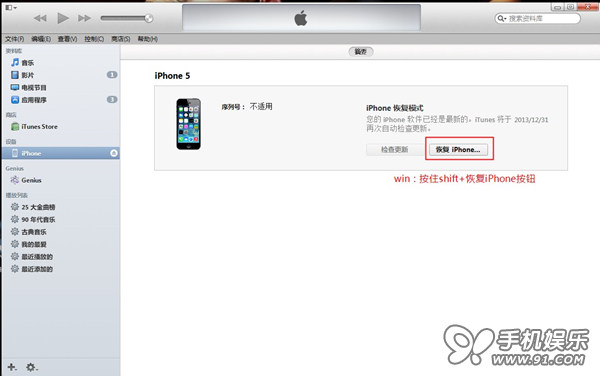 搜索资料库
文件(F) 编辑(E) 查看(V) 控制(C) 商店(S) 帮助(H)
资料库
音乐
影片 1
电视节目
应用程序 3
商店
iTunes Store
设备
iPhone
Genius
Genius
播放列表
25 大金曲榜
90 年代音乐
古典音乐
我的最爱
最近播放的
最近添加的
摘要
iPhone 5
序列号： 不适用
iPhone 恢复模式
您的 iPhone 软件已经是最新的。iTunes 将于 2013/12/31
再次自动检查更新。
检查更新 恢复 iPhone...
win：按住shift+恢复iPhone按钮
手机娱乐
www.91.com